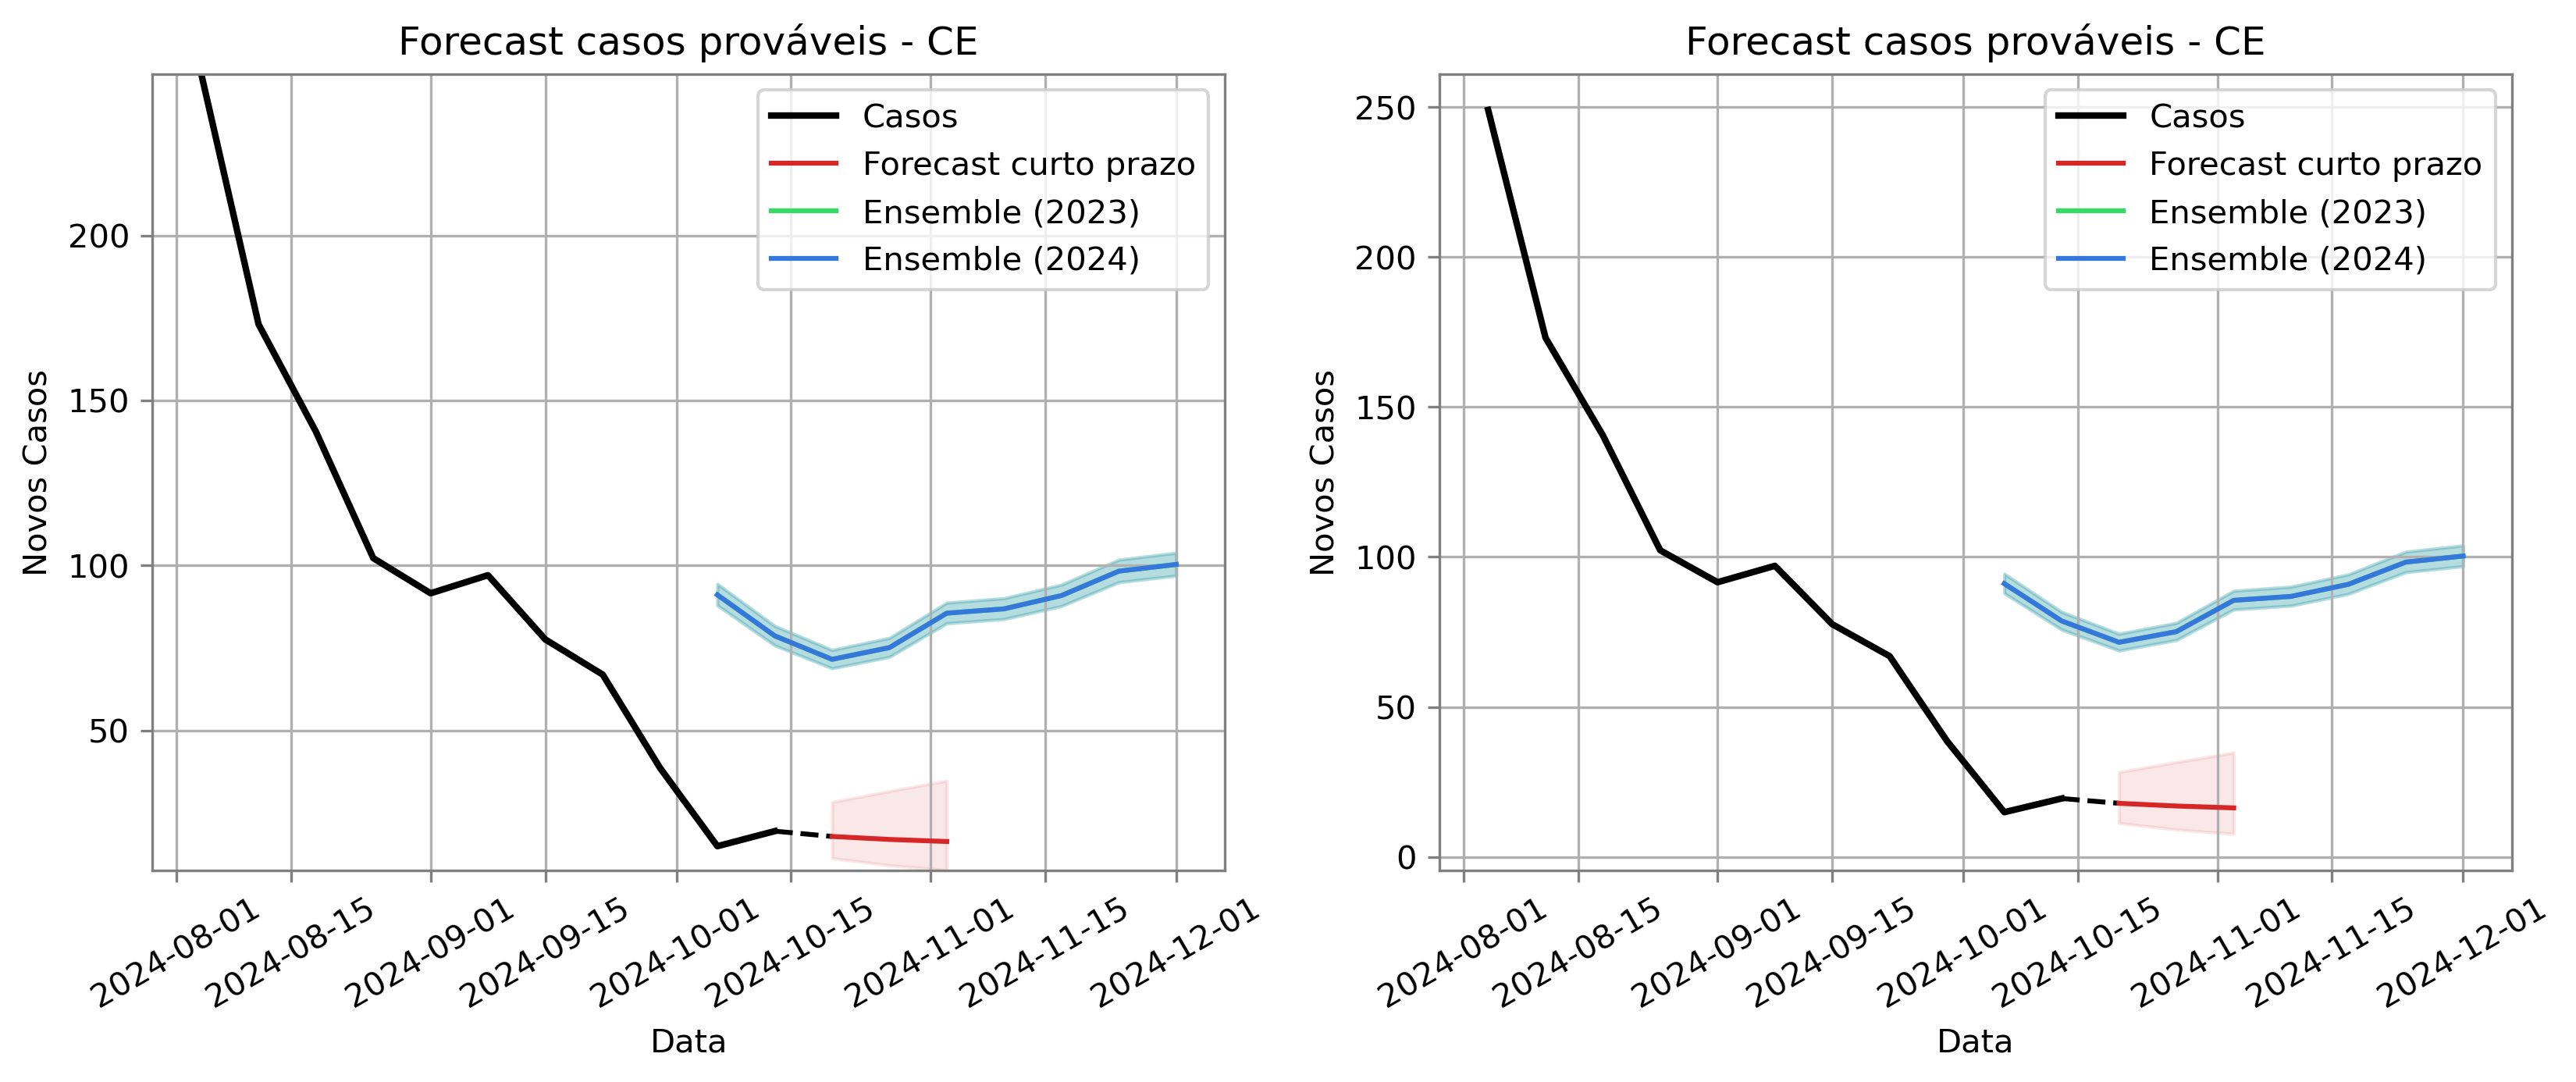 Forecast casos prováveis - CE
Novos Casos
200
150
100
50
Casos
Forecast curto prazo
Ensemble (2023)
Ensemble (2024)
2024-08-01
2024-08-15
2024-09-01
2024-09-15
2024-10-01
2024-10-15
2024-11-01
2024-11-15
2024-12-01
Data
Forecast casos prováveis - CE
Novos Casos
250
200
150
100
50
0
Casos
Forecast curto prazo
Ensemble (2023)
Ensemble (2024)
2024-08-01
2024-08-15
2024-09-01
2024-09-15
2024-10-01
2024-10-15
2024-11-01
2024-11-15
2024-12-01
Data